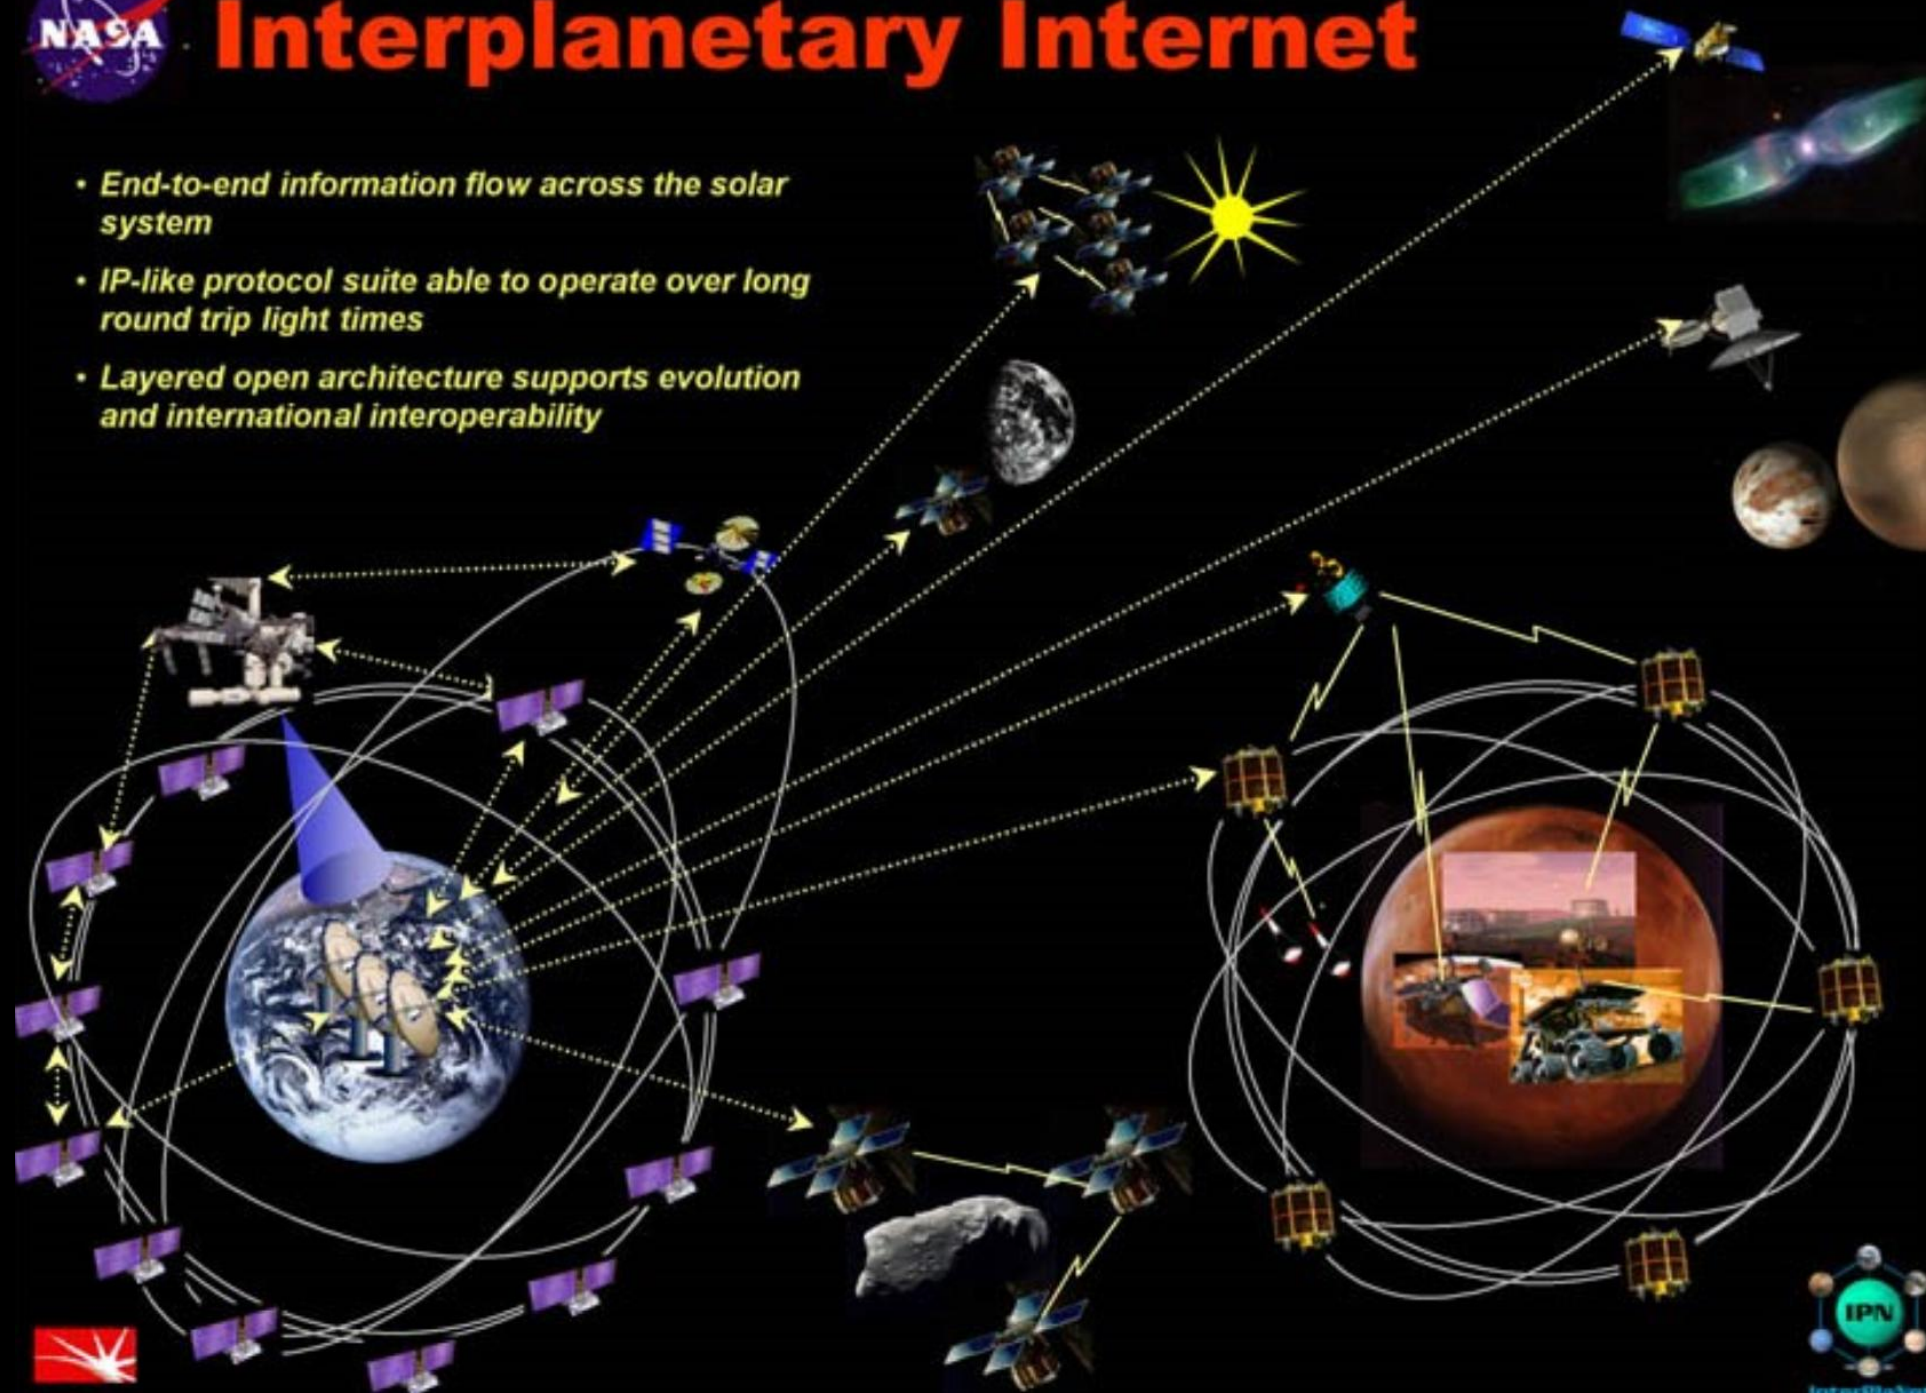 NASA
Interplanetary Internet
• End-to-end information flow across the solar
system
• IP-like protocol suite able to operate over long
round trip light times
• Layered open architecture supports evolution
and international interoperability
IPN